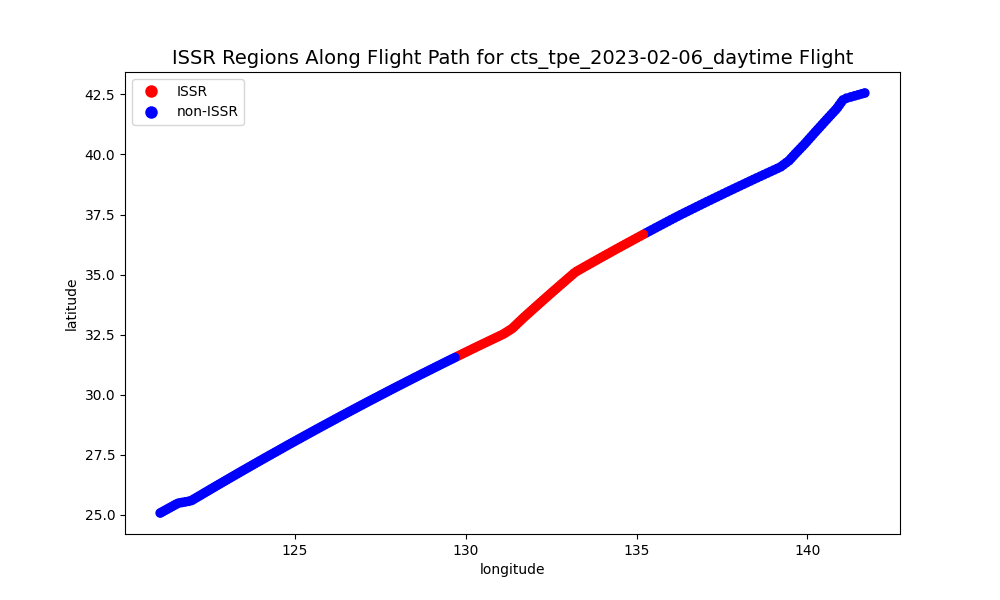 ISSR Regions Along Flight Path for cts_tpe_2023-02-06_daytime Flight
ISSR
non-ISSR
42.5
40.0
37.5
35.0
32.5
30.0
27.5
25.0
latitude
125
130
135
140
longitude